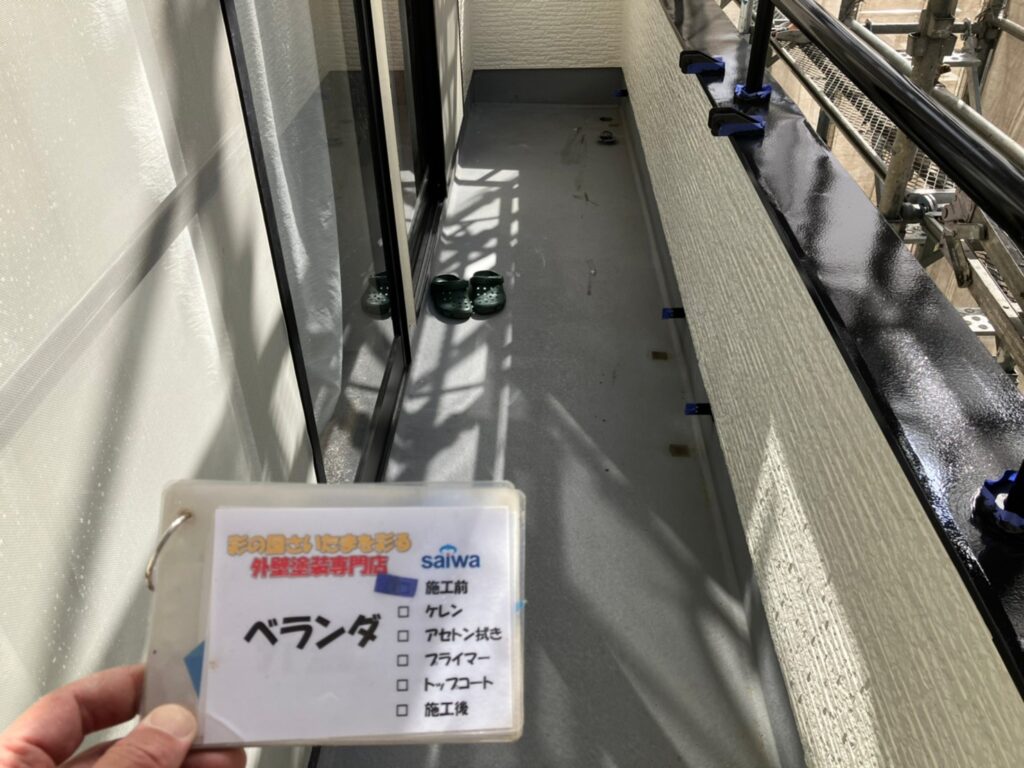 彩の国さいたまを彩る
外壁塗装専門店
saiwa
ベランダ
施工前
□ ケレン
□ アセトン拭き
□ プライマー
□ トップコート
□ 施工後